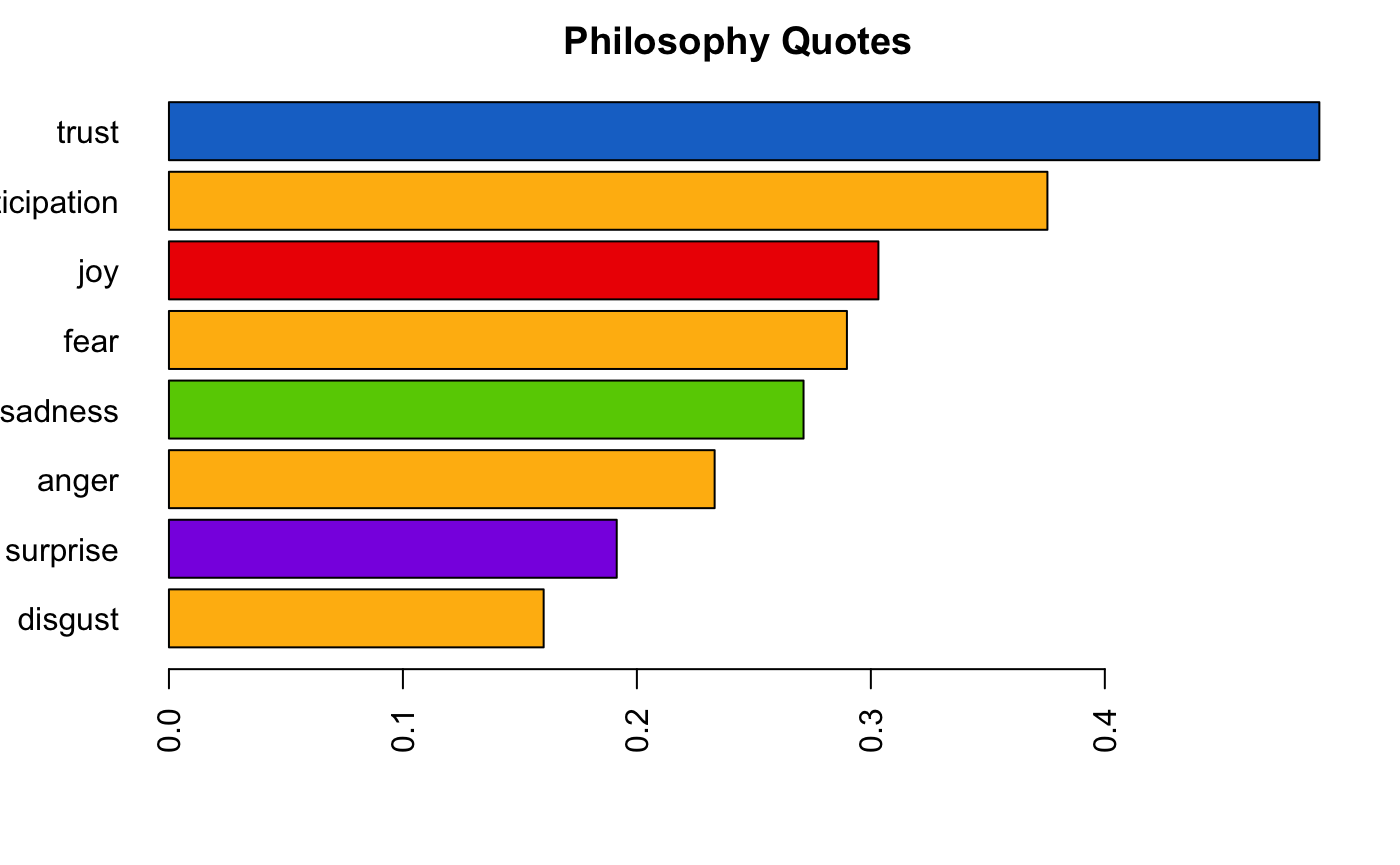 Philosophy Quotes
trust
icipation
joy
fear
sadness
anger
surprise
disgust
0.0
0.1
0.2
0.3
0.4